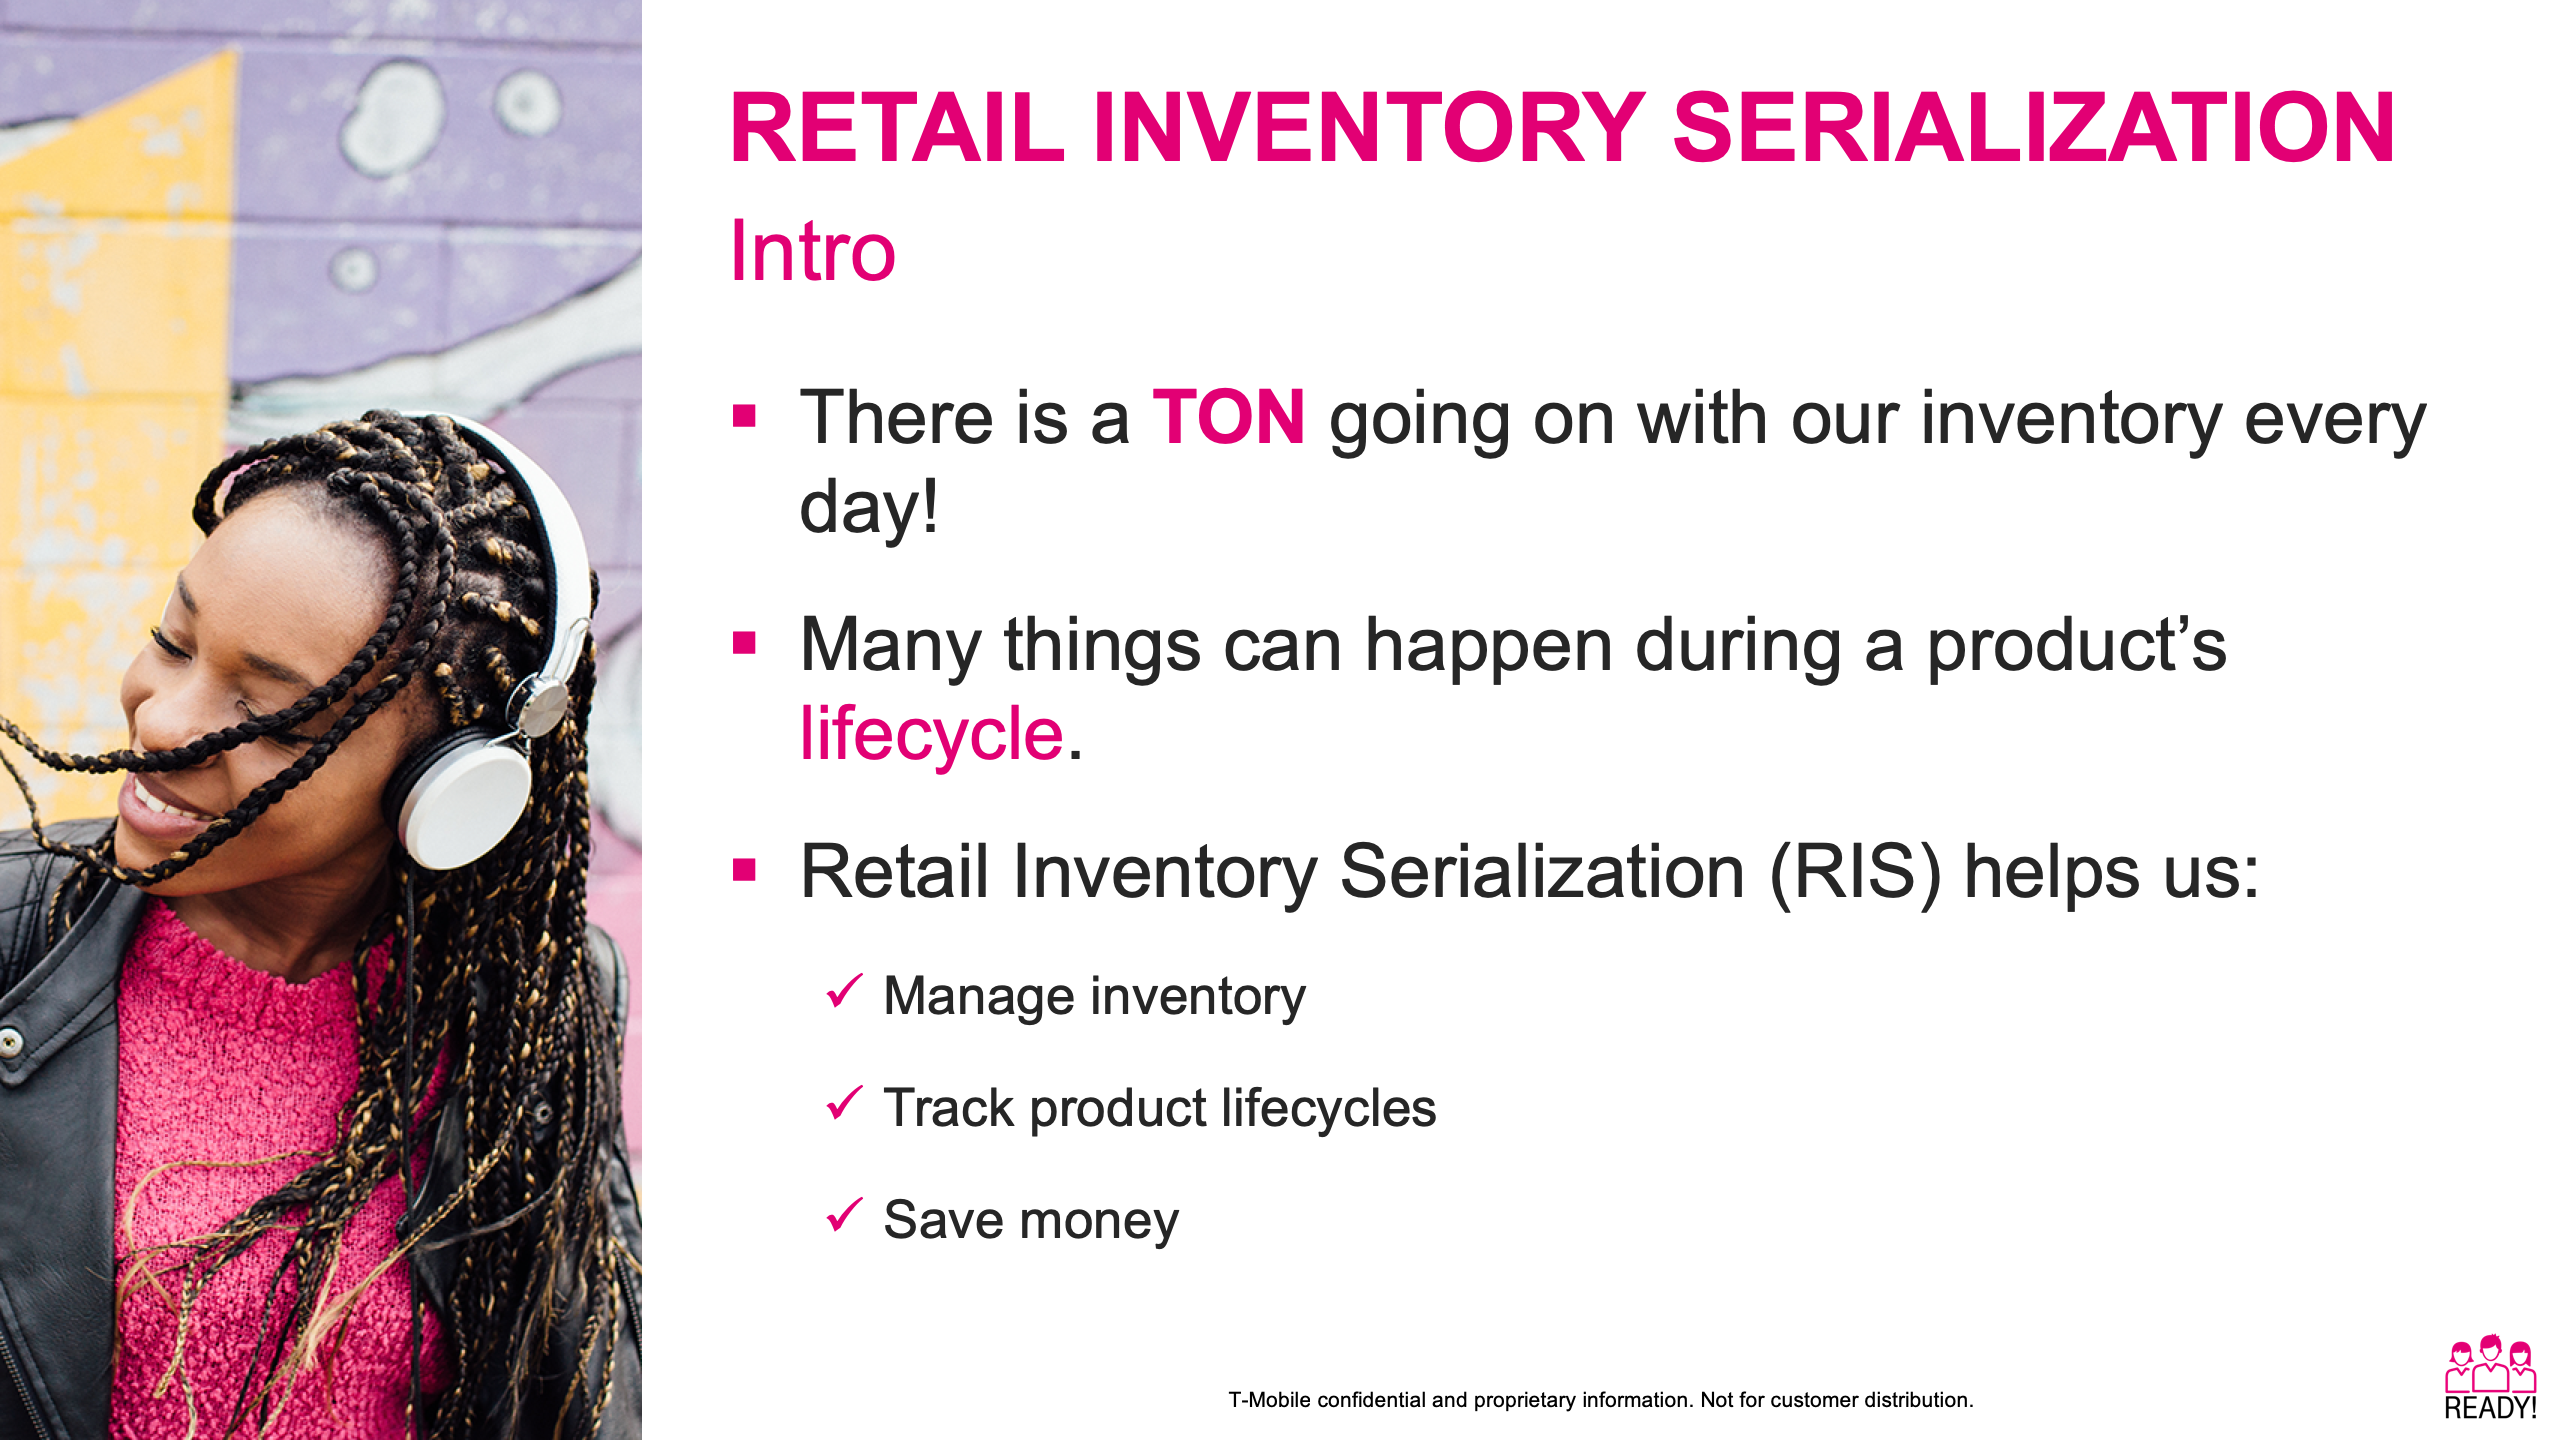 RETAIL INVENTORY SERIALIZATION
Intro
▪ There is a TON going on with our inventory every
day!
▪ Many things can happen during a product’s
lifecycle.
▪ Retail Inventory Serialization (RIS) helps us:
✓ Manage inventory
✓ Track product lifecycles
✓ Save money
T-Mobile confidential and proprietary information. Not for customer distribution.
READY!